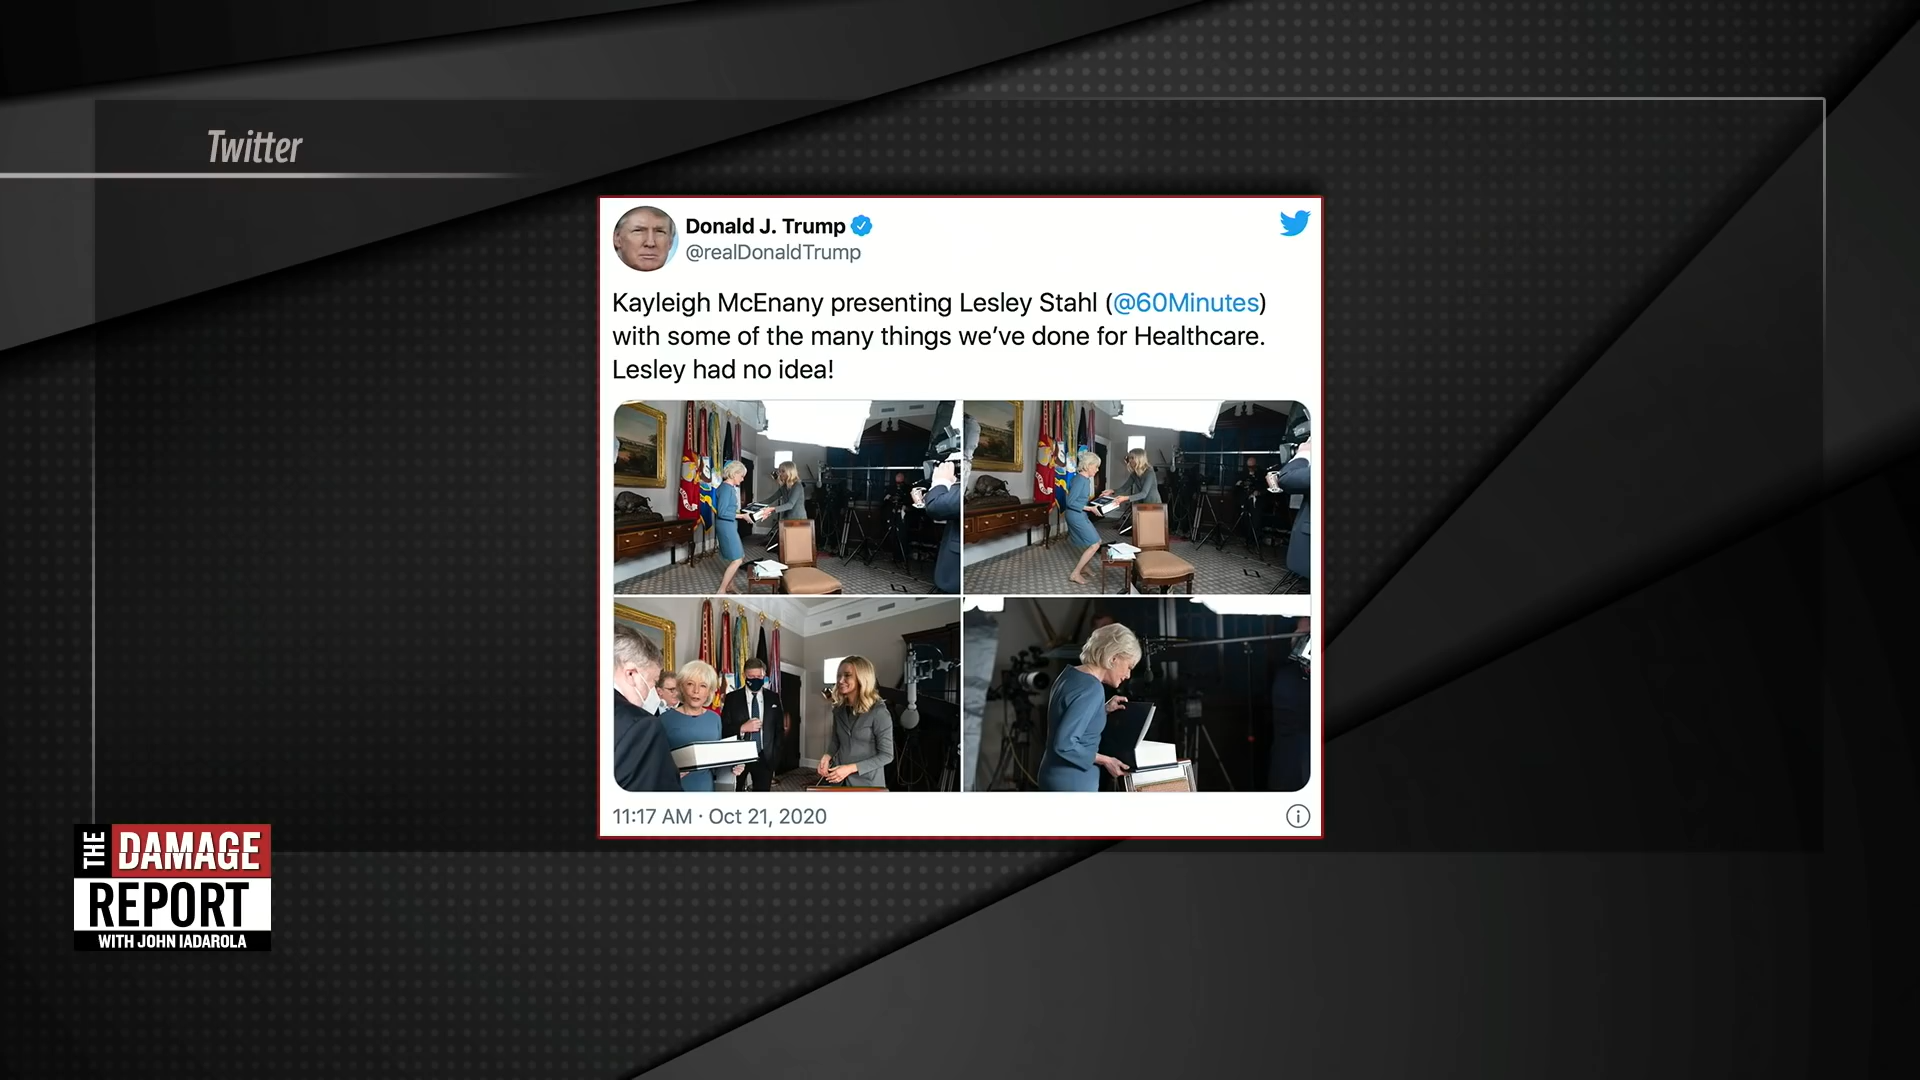 Twitter
Donald J. Trump
@realDonaldTrump
Kayleigh McEnany presenting Lesley Stahl (@60Minutes)
with some of the many things we’ve done for Healthcare.
Lesley had no idea!
11:17 AM · Oct 21, 2020
THE DAMAGE
REPORT
WITH JOHN IADAROLA